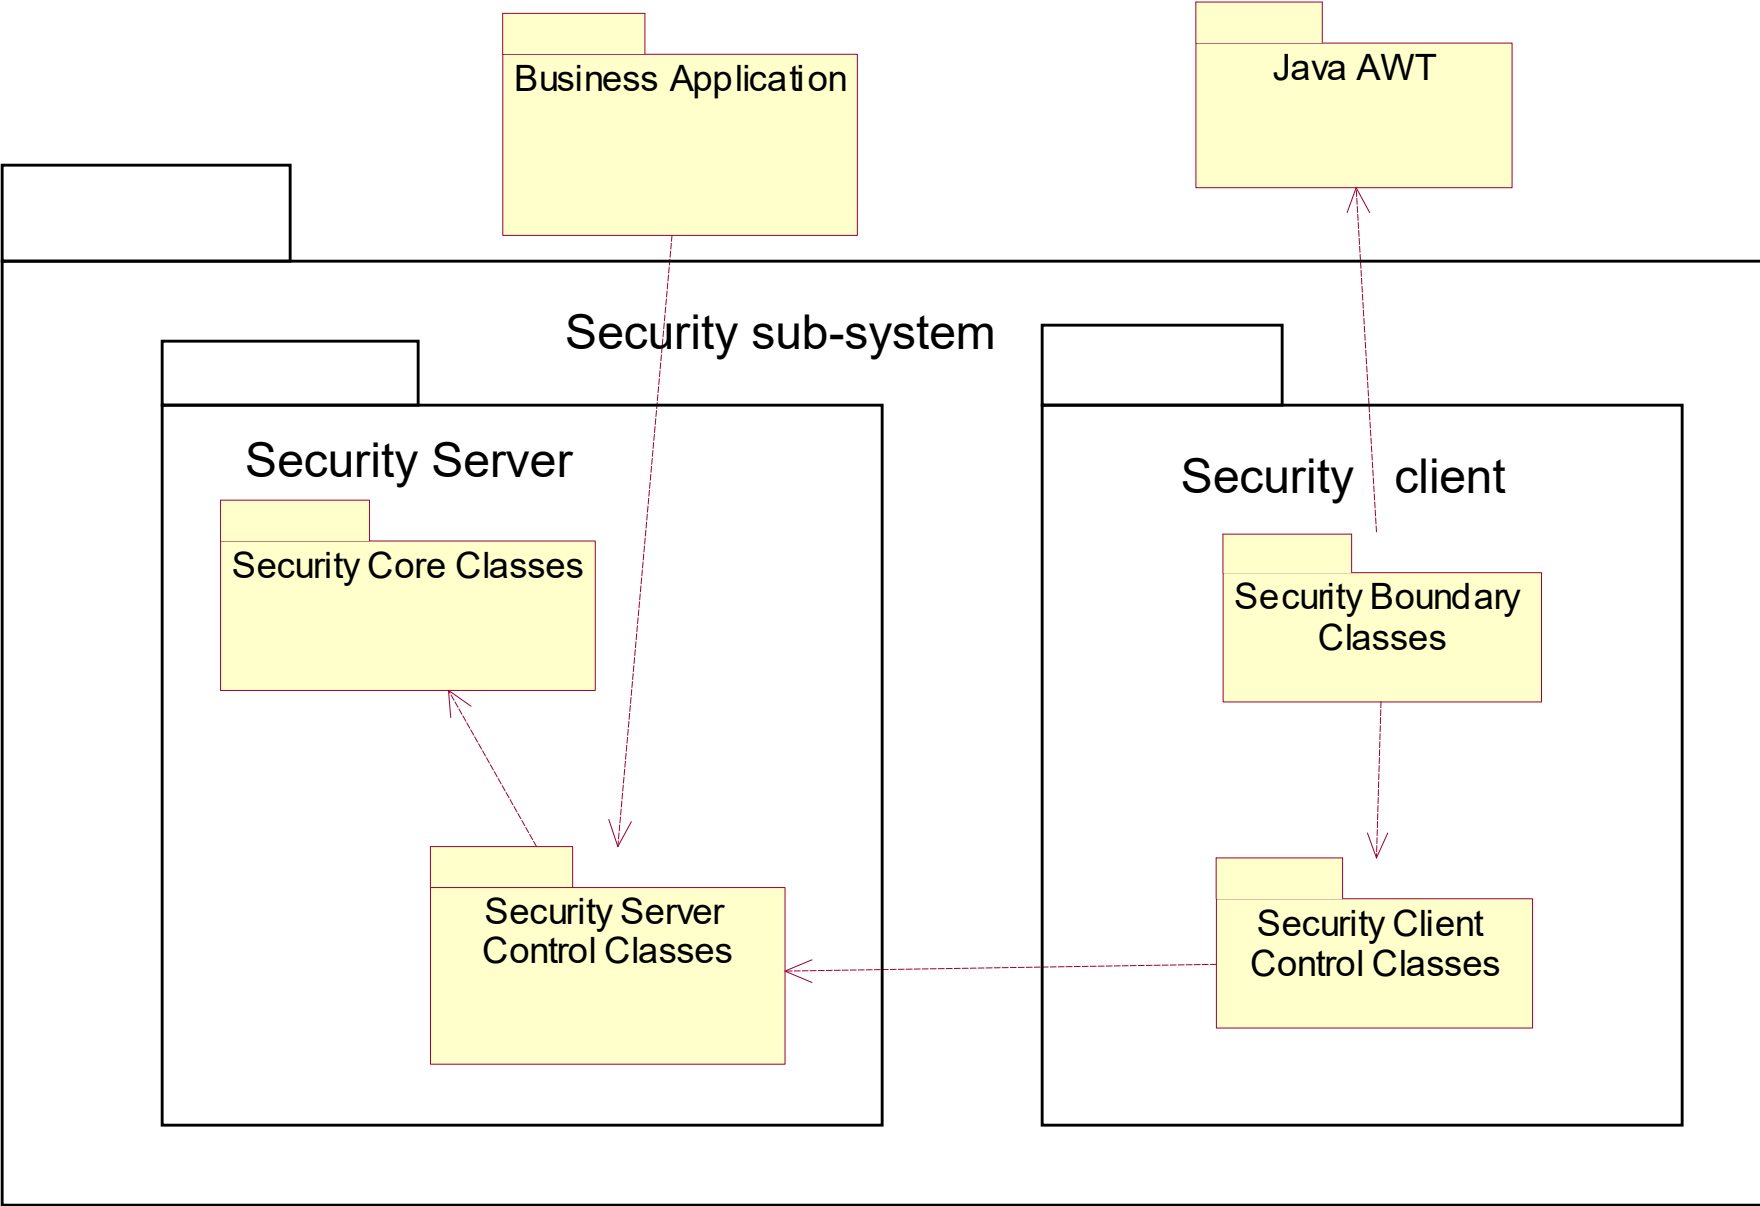 Business Application
Java AWT
Security sub-system
Security Server
Security client
Security Core Classes
Security Boundary
Classes
Security Server
Control Classes
Security Client
Control Classes